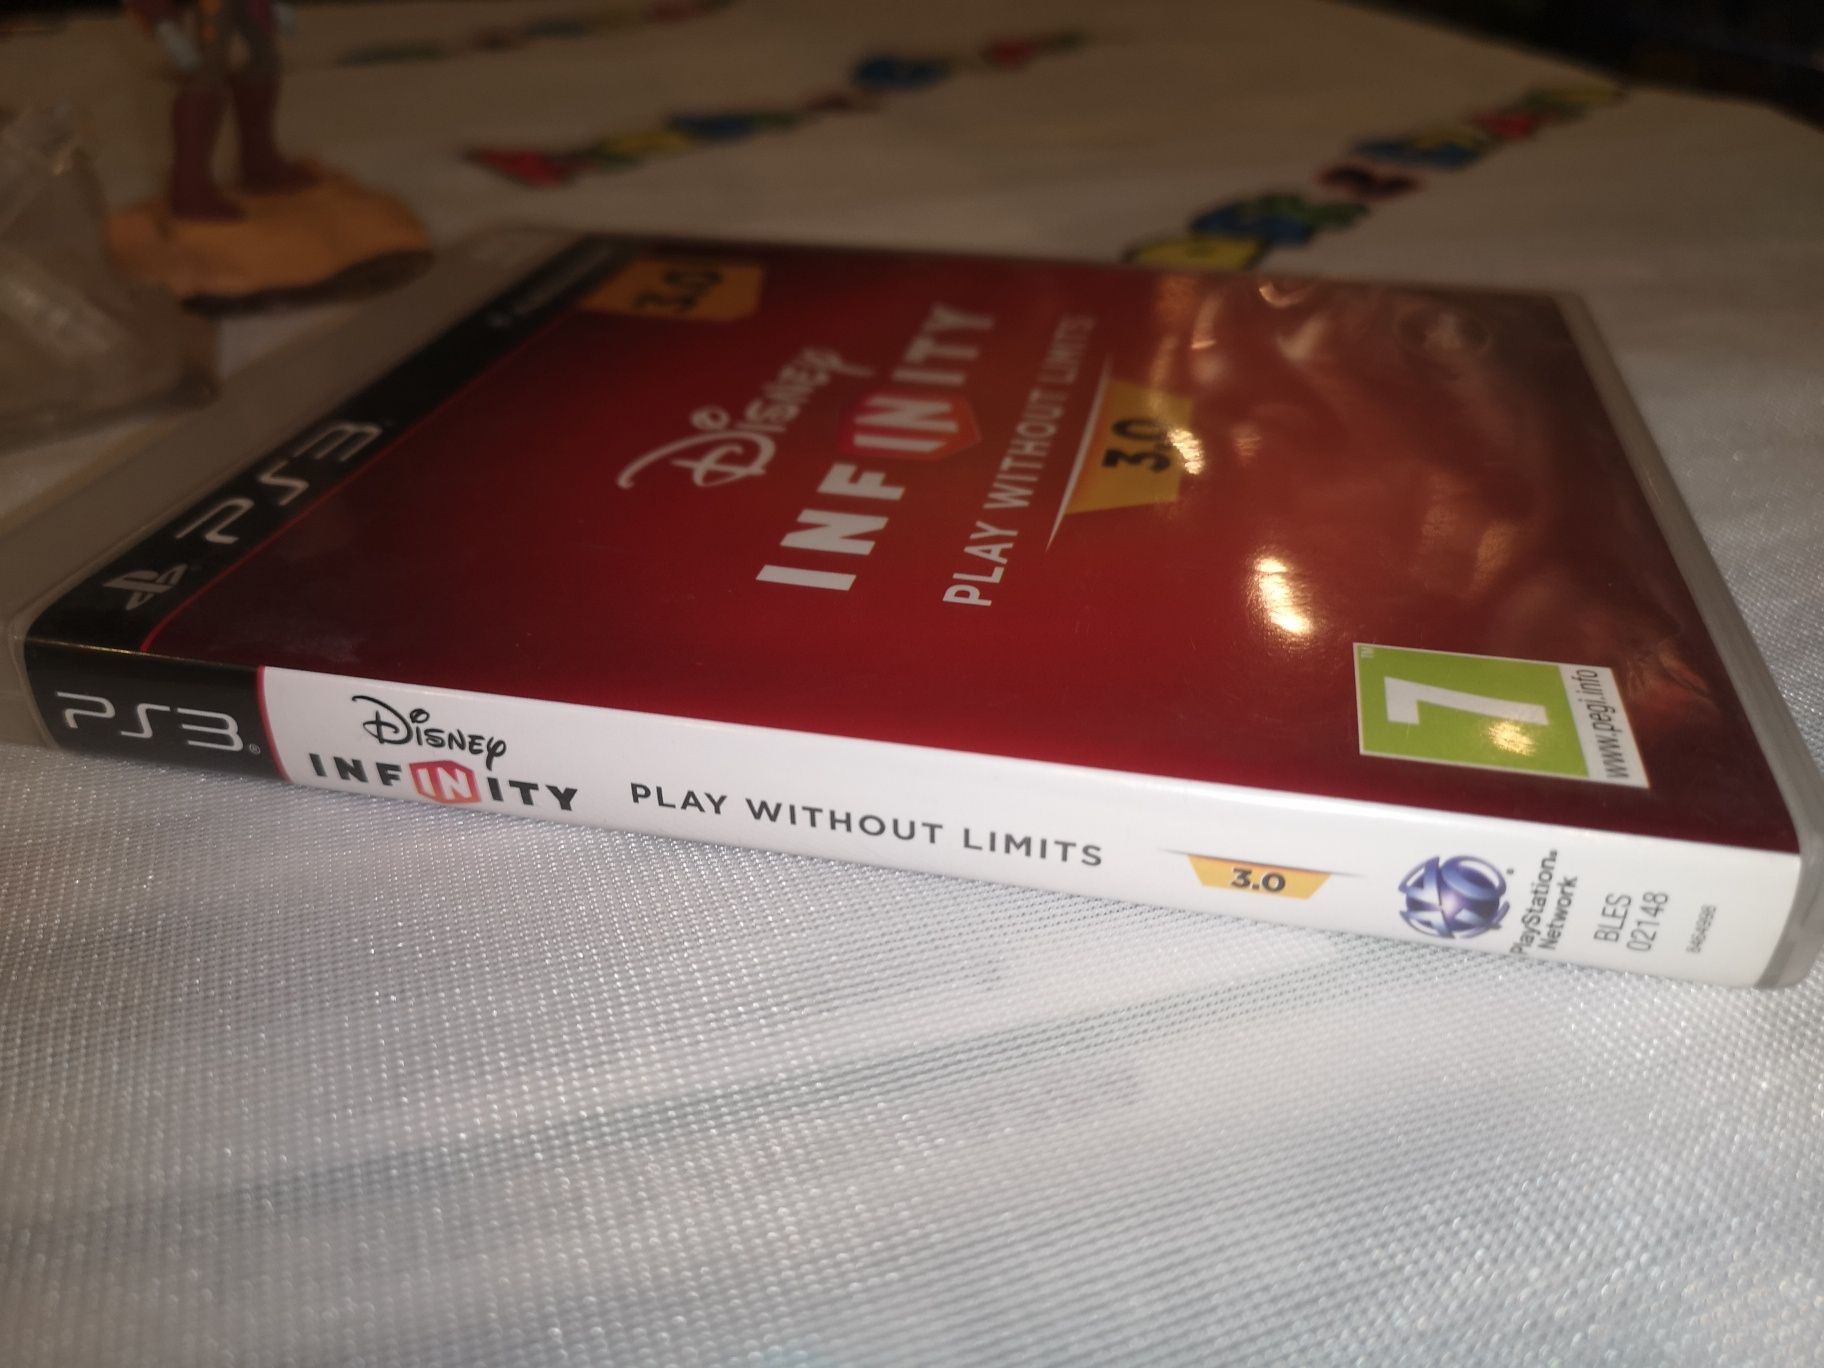 3.0
PS3
Disney
INFINITY
PLAY WITHOUT LIMITS
3.0
7
™
www.pegi.info
PS3®
Disney
INFINITY
PLAY WITHOUT LIMITS
3.0
PlayStation®
Network
BLES
02148